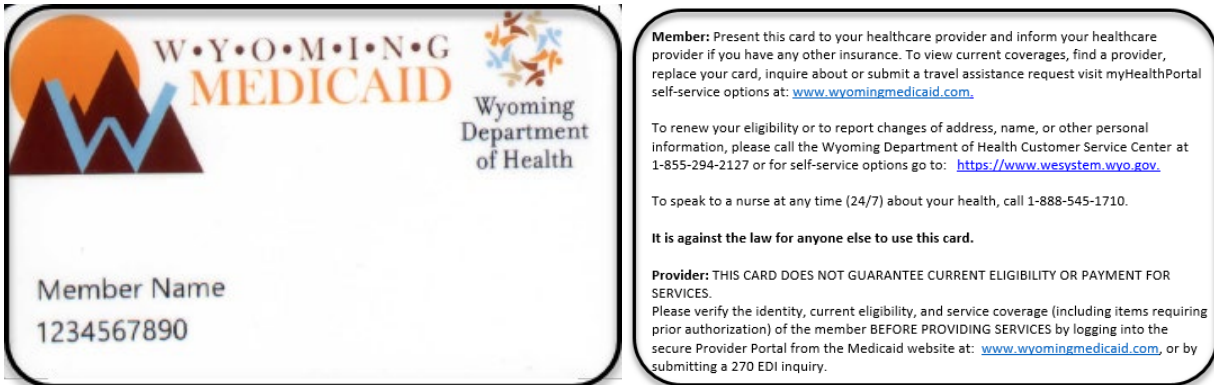 W•Y•O•M•I•N•G
MEDICAID
Wyoming
Department
of Health
Member Name
1234567890
Member: Present this card to your healthcare provider and inform your healthcare
provider if you have any other insurance. To view current coverages, find a provider,
replace your card, inquire about or submit a travel assistance request visit myHealthPortal
self-service options at: www.wyomingmedicaid.com.
To renew your eligibility or to report changes of address, name, or other personal
information, please call the Wyoming Department of Health Customer Service Center at
1-855-294-2127 or for self-service options go to: https://www.wesystem.wyo.gov.
To speak to a nurse at any time (24/7) about your health, call 1-888-545-1710.
It is against the law for anyone else to use this card.
Provider: THIS CARD DOES NOT GUARANTEE CURRENT ELIGIBILITY OR PAYMENT FOR
SERVICES.
Please verify the identity, current eligibility, and service coverage (including items requiring
prior authorization) of the member BEFORE PROVIDING SERVICES by logging into the
secure Provider Portal from the Medicaid website at: www.wyomingmedicaid.com, or by
submitting a 270 EDI inquiry.